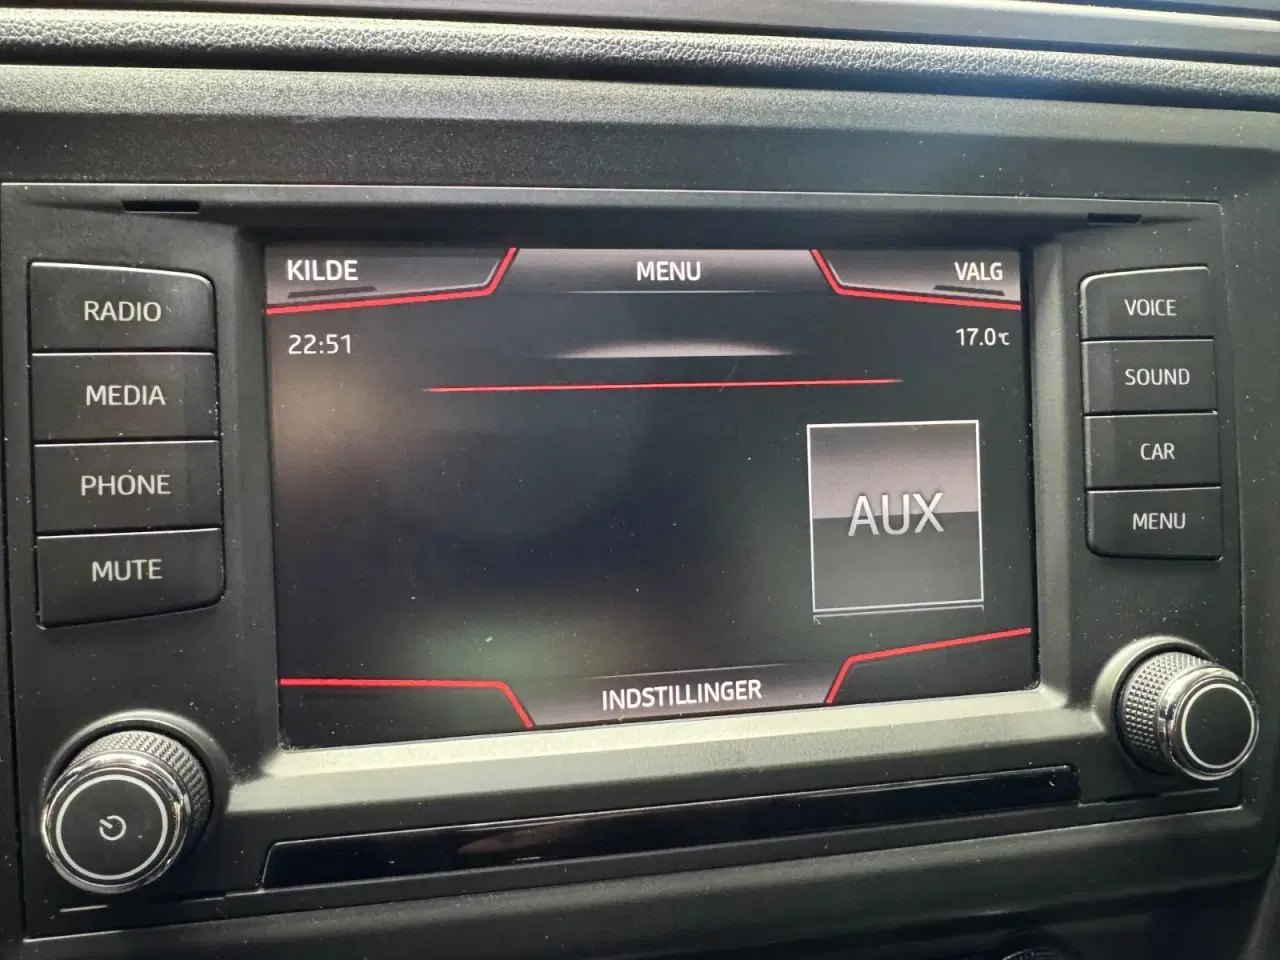 RADIO
MEDIA
PHONE
MUTE
KILDE
MENU
VALG
22:51
17.0°C
AUX
INDSTILLINGER
VOICE
SOUND
CAR
MENU